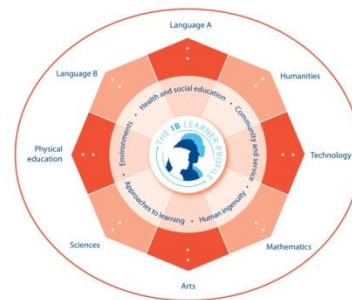 Language A
Language B
Humanities
Physical
education
Technology
Sciences
Mathematics
Arts
Health and social education
Community and service
Human ingenuity
Approaches to learning
Environments
THE IB LEARNER PROFILE